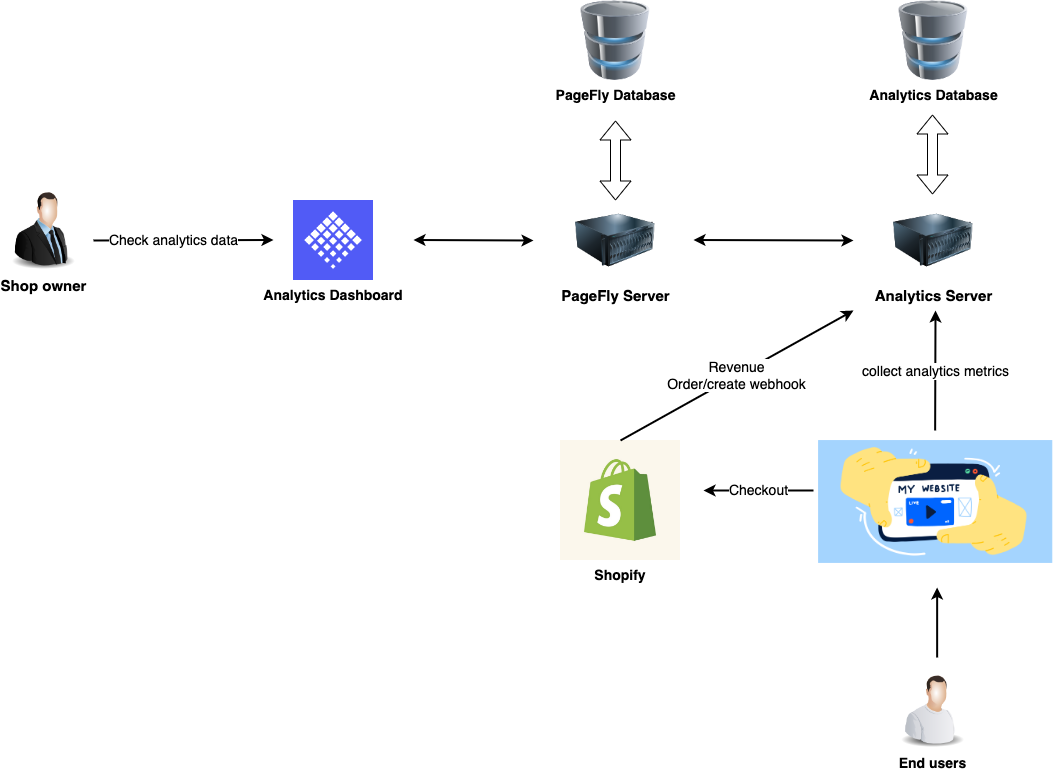 PageFly Database
Analytics Database
Check analytics data
Shop owner
Analytics Dashboard
PageFly Server
Analytics Server
Revenue
Order/create webhook
collect analytics metrics
S
Checkout
MY WEBSITE
LIVE
Shopify
End users